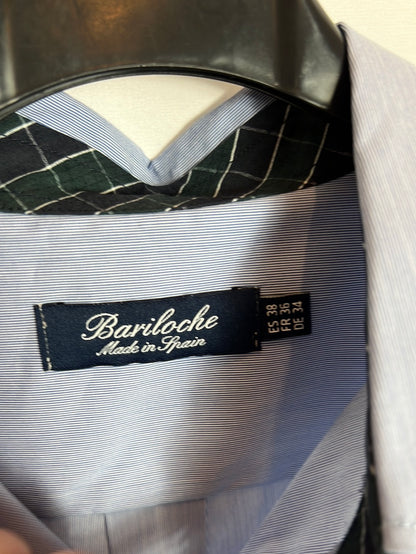 Bariloche
Made in Spain
ES 38
FR 36
DE 34